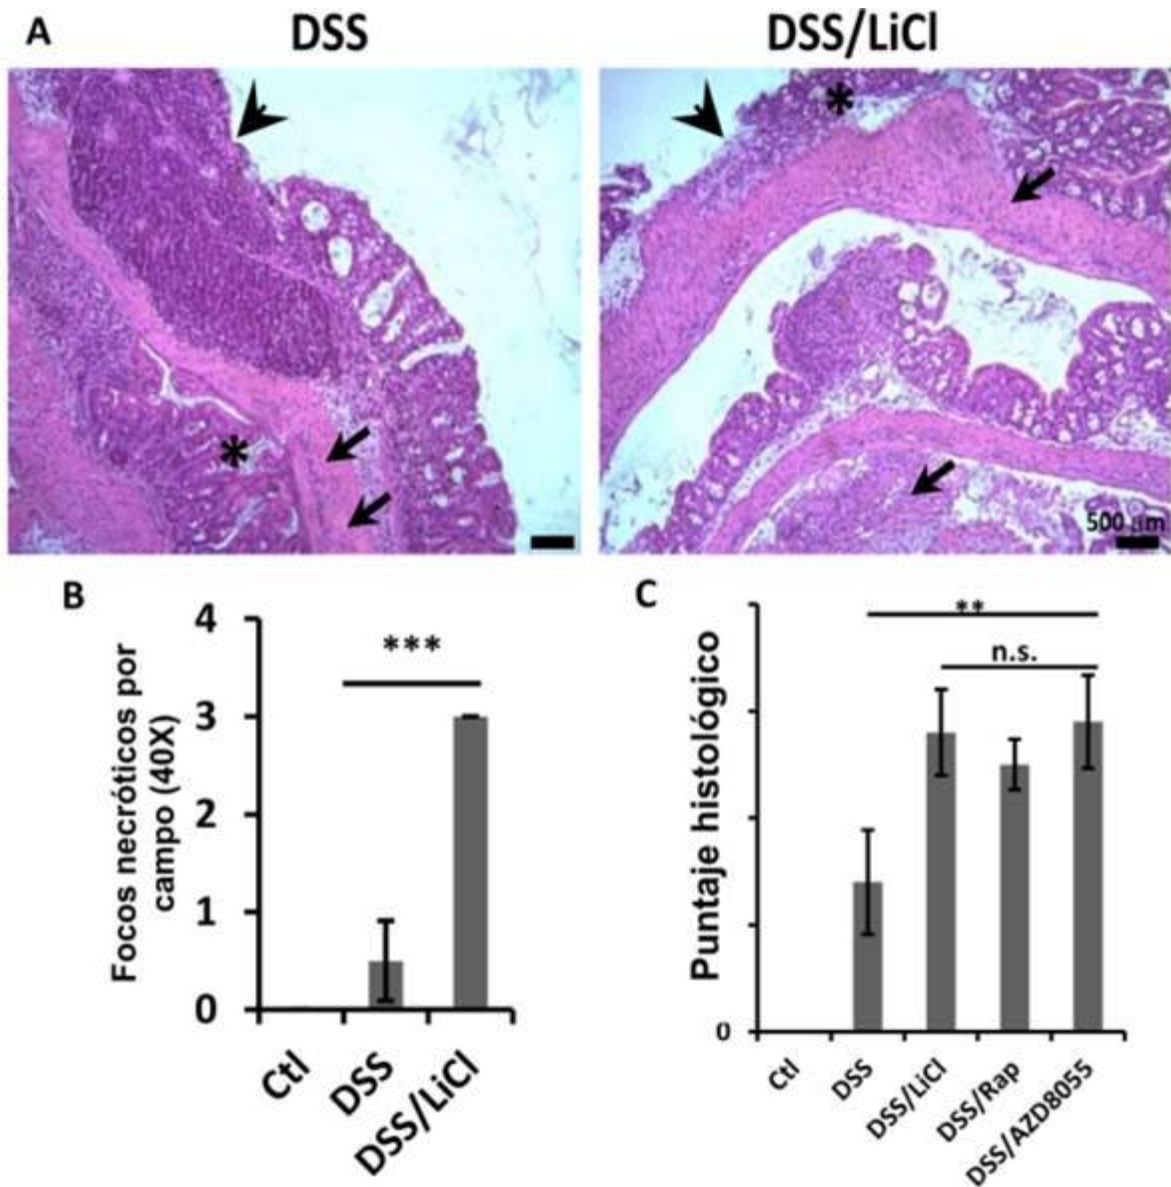 A
DSS
DSS/LiCl
*
*
500 µm
B
Focos necróticos por
campo (40X)
4
3
2
1
0
***
Ctl
DSS
DSS/LiCl
C
Puntaje histológico
0
**
n.s.
Ctl
DSS
DSS/LiCl
DSS/Rap
DSS/AZD8055